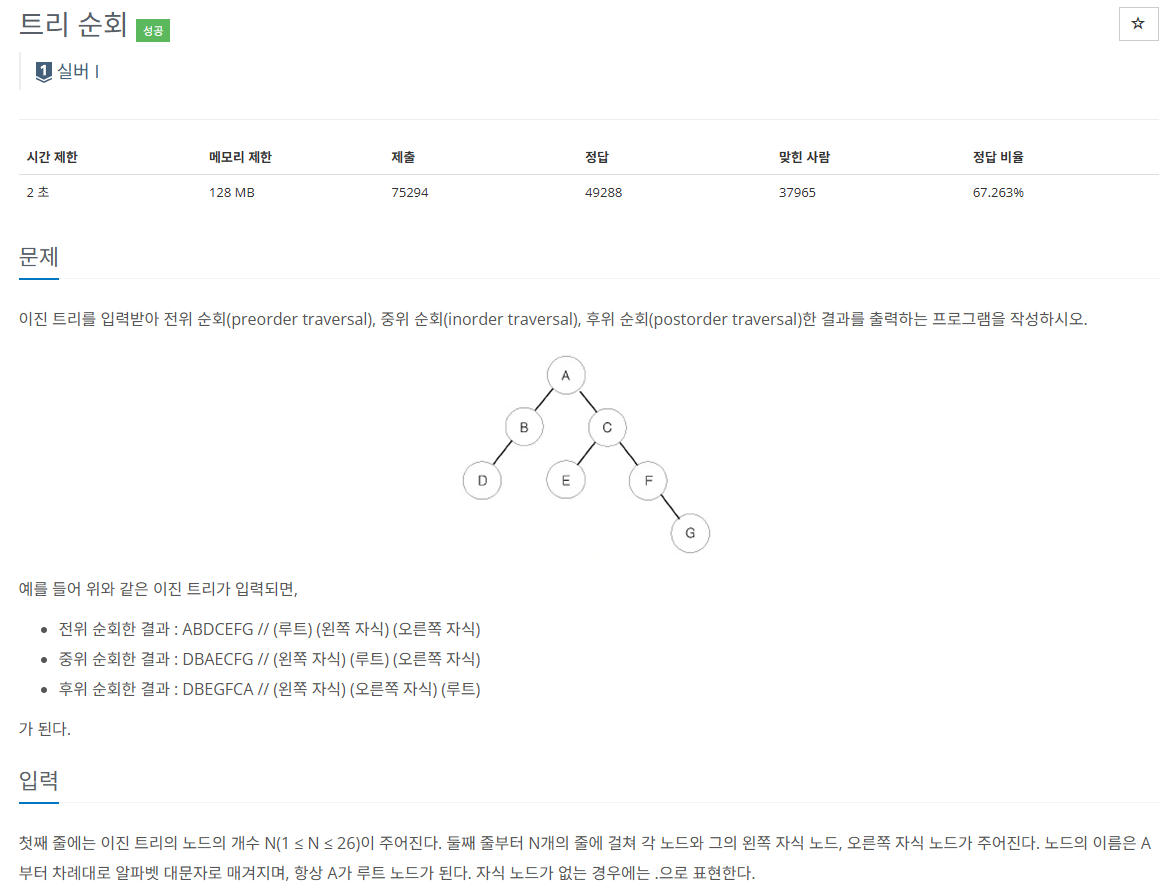 트리 순회 성공
☆
1 실버 I
시간 제한 메모리 제한 제출 정답 맞힌 사람 정답 비율
2 초 128 MB 75294 49288 37965 67.263%
문제
이진 트리를 입력받아 전위 순회(preorder traversal), 중위 순회(inorder traversal), 후위 순회(postorder traversal)한 결과를 출력하는 프로그램을 작성하시오.
A
B C
D E F
G
예를 들어 위와 같은 이진 트리가 입력되면,
• 전위 순회한 결과 : ABDCEFG // (루트) (왼쪽 자식) (오른쪽 자식)
• 중위 순회한 결과 : DBAECFG // (왼쪽 자식) (루트) (오른쪽 자식)
• 후위 순회한 결과 : DBEGFCA // (왼쪽 자식) (오른쪽 자식) (루트)
가 된다.
입력
첫째 줄에는 이진 트리의 노드의 개수 N(1 ≤ N ≤ 26)이 주어진다. 둘째 줄부터 N개의 줄에 걸쳐 각 노드와 그의 왼쪽 자식 노드, 오른쪽 자식 노드가 주어진다. 노드의 이름은 A
부터 차례대로 알파벳 대문자로 매겨지며, 항상 A가 루트 노드가 된다. 자식 노드가 없는 경우에는 .으로 표현한다.